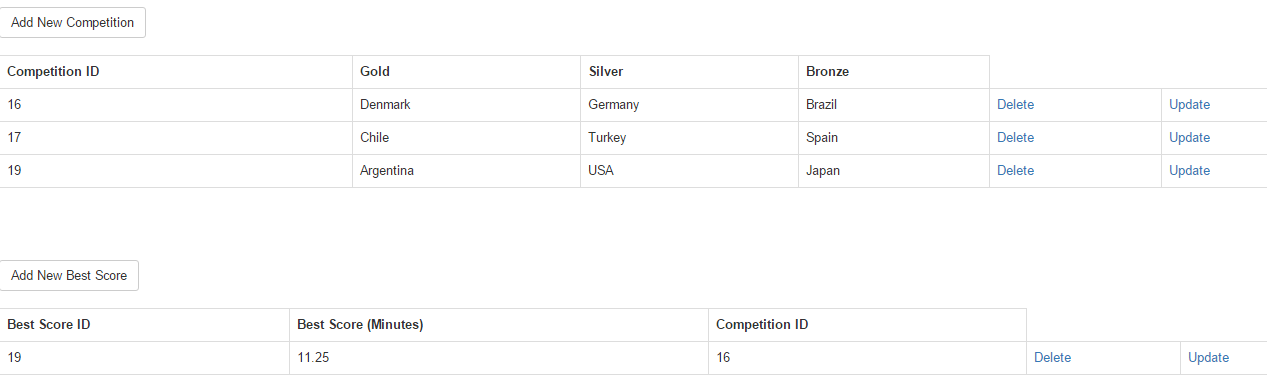 Add New Competition
Competition ID Gold Silver Bronze
16 Denmark Germany Brazil Delete Update
17 Chile Turkey Spain Delete Update
19 Argentina USA Japan Delete Update
Add New Best Score
Best Score ID Best Score (Minutes) Competition ID
19 11.25 16 Delete Update